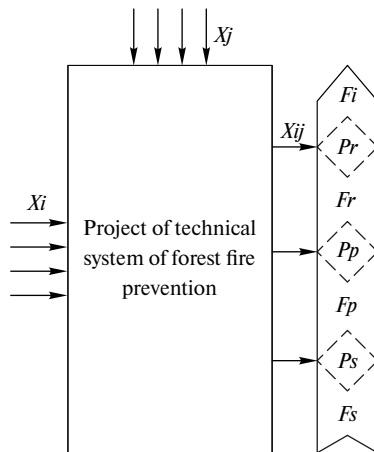 Xj
Fi
Xij
Pr
Xi
Fr
Project of technical
system of forest fire
prevention
Pp
Fp
Ps
Fs